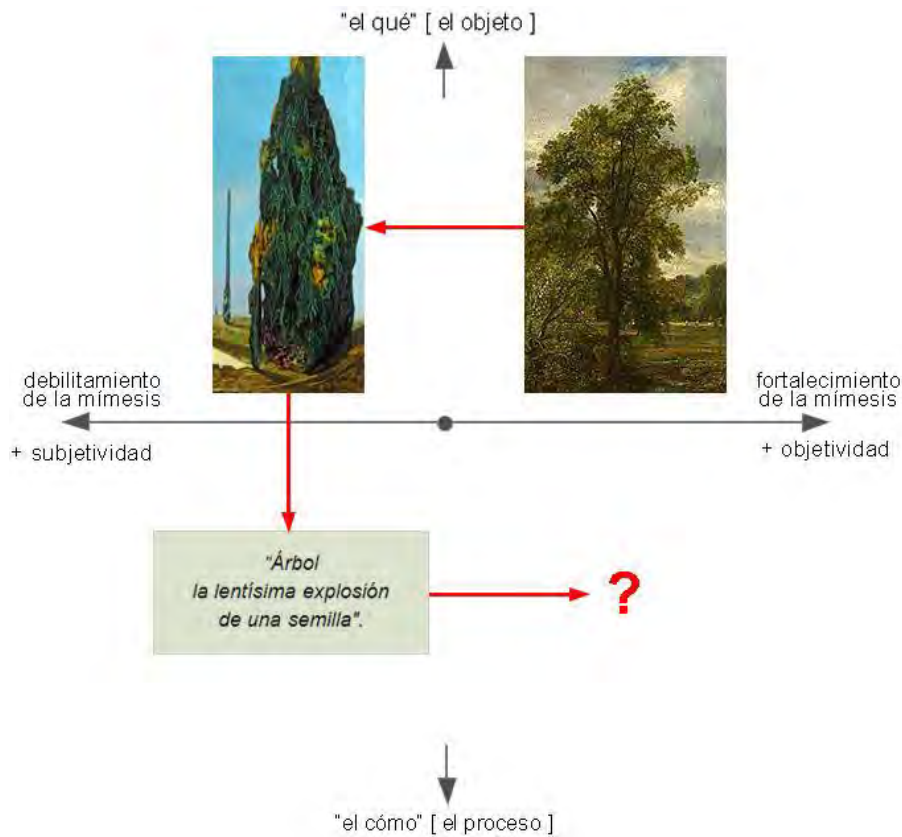 "el qué" [ el objeto ]
debilitamiento
de la mímesis
fortalecimiento
de la mímesis
+ subjetividad
+ objetividad
"Árbol
la lentísima explosión
de una semilla".
?
"el cómo" [ el proceso ]